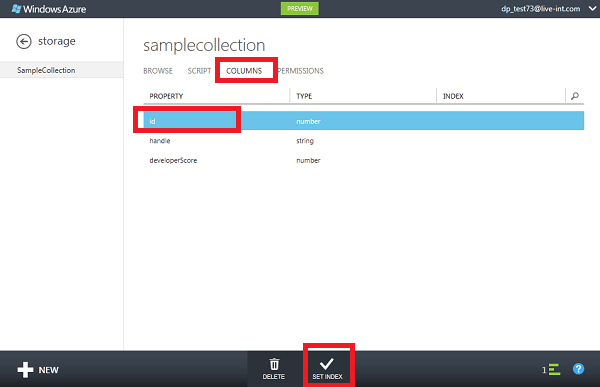 Windows Azure
PREVIEW
dp_test73@live-int.com
storage
SampleCollection
samplecollection
BROWSE SCRIPT COLUMNS PERMISSIONS
PROPERTY TYPE INDEX
id number
handle string
developerScore number
NEW
DELETE
SET INDEX
1
?